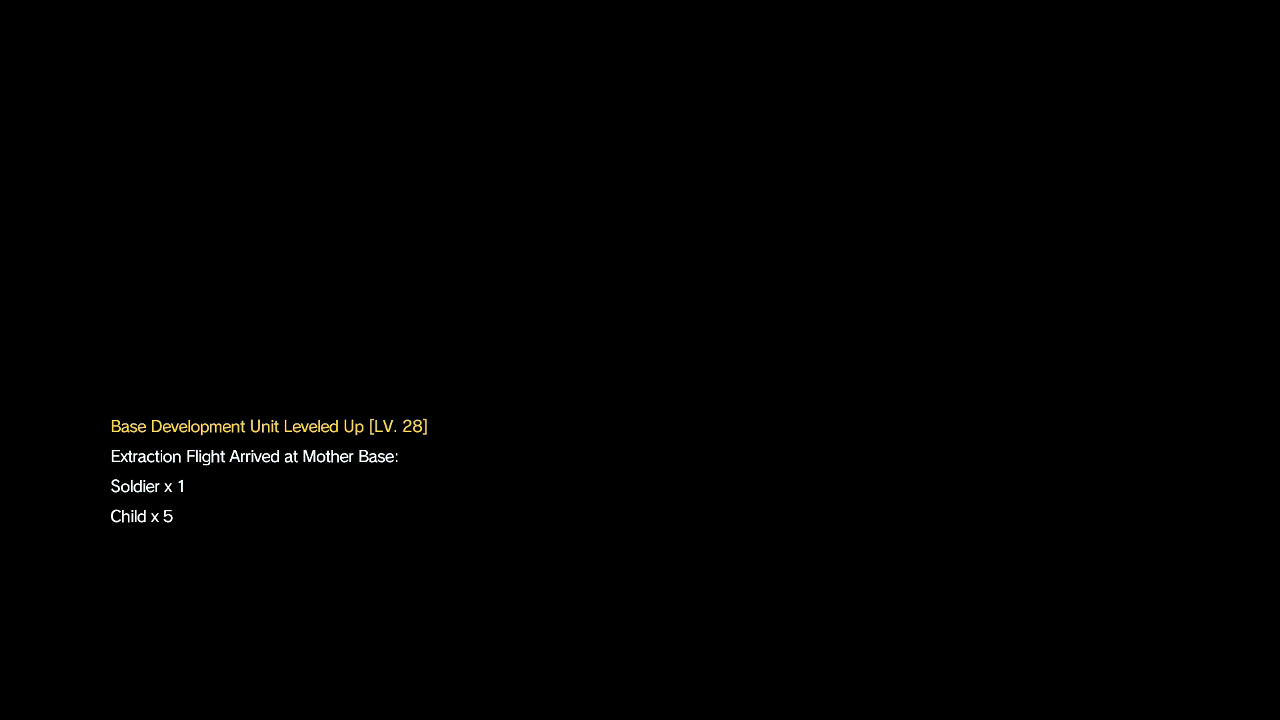 Base Development Unit Leveled Up [LV. 28]
Extraction Flight Arrived at Mother Base:
Soldier x 1
Child x 5